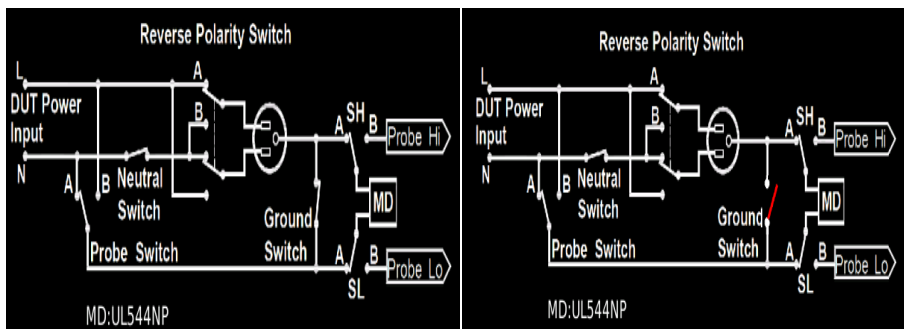 Reverse Polarity Switch
L
A
DUT Power
Input
B
SH
A
B
Probe Hi
N
A
B
Neutral
Switch
MD
Ground
Switch
Probe Switch
A
B
Probe Lo
SL
MD:UL544NP
Reverse Polarity Switch
L
A
DUT Power
Input
B
SH
A
B
Probe Hi
N
A
B
Neutral
Switch
MD
Ground
Switch
Probe Switch
A
B
Probe Lo
SL
MD:UL544NP